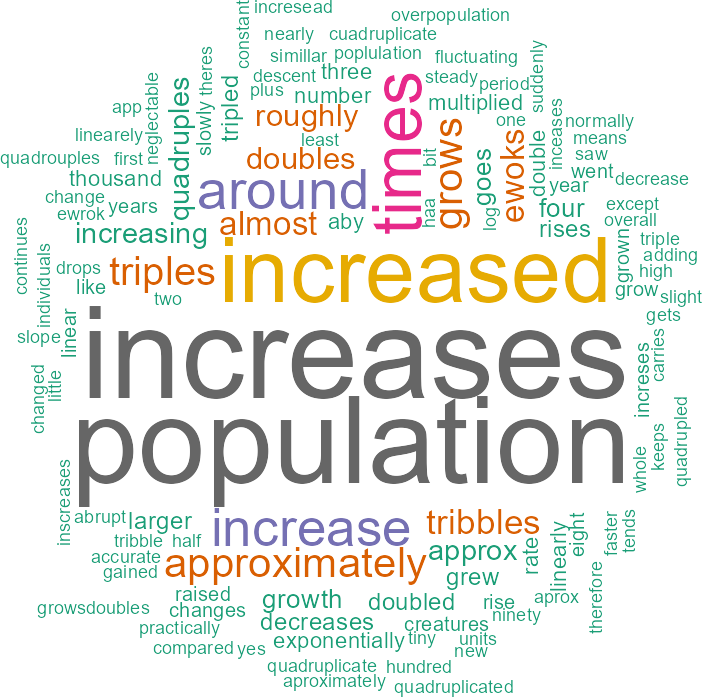 incresead
overpopulation
constant
nearly
cuadruplicate
simillar
poplulation
fluctuating
suddenly
theres
descent
three
steady
period
plus
number
times
multiplied
app
neglectable
quadruples
slowly
tripled
roughly
grows
one
normally
linearely
least
bit
ewoks
double
inceases
means
quadrouples
first
doubles
goes
saw
thousand
around
year
went
decrease
change
years
haa
log
four
except
ewrok
almost
aby
rises
overall
increasing
grown
triple
continues
individuals
drops
triples
increased
adding
like
two
grow
high
slight
linear
gets
slope
increases
increses
carries
changed
little
population
whole
keeps
quadrupled
inscreases
abrupt
larger
increase
tribbles
tribble
half
linearly
eight
faster
tends
accurate
approximately
approx
rate
gained
grew
therefore
raised
growth
doubled
rise
aprox
growsdoubles
changes
decreases
creatures
ninety
practically
exponentially
tiny
units
compared
yes
new
quadruplicate
hundred
aproximately
quadruplicated